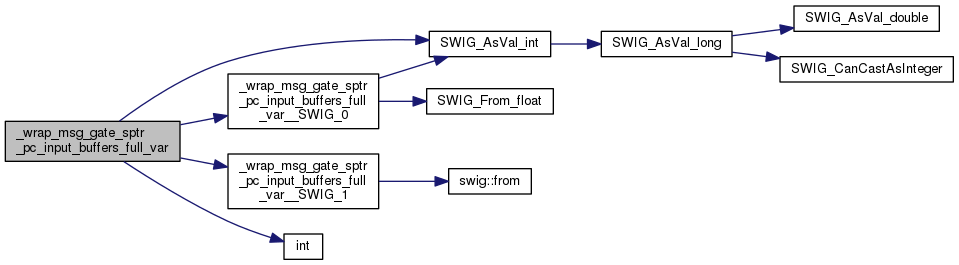 _wrap_msg_gate_sptr
_pc_input_buffers_full_var
SWIG_AsVal_int
_wrap_msg_gate_sptr
_pc_input_buffers_full
_var__SWIG_0
_wrap_msg_gate_sptr
_pc_input_buffers_full
_var__SWIG_1
int
SWIG_AsVal_long
SWIG_From_float
swig::from
SWIG_AsVal_double
SWIG_CanCastAsInteger